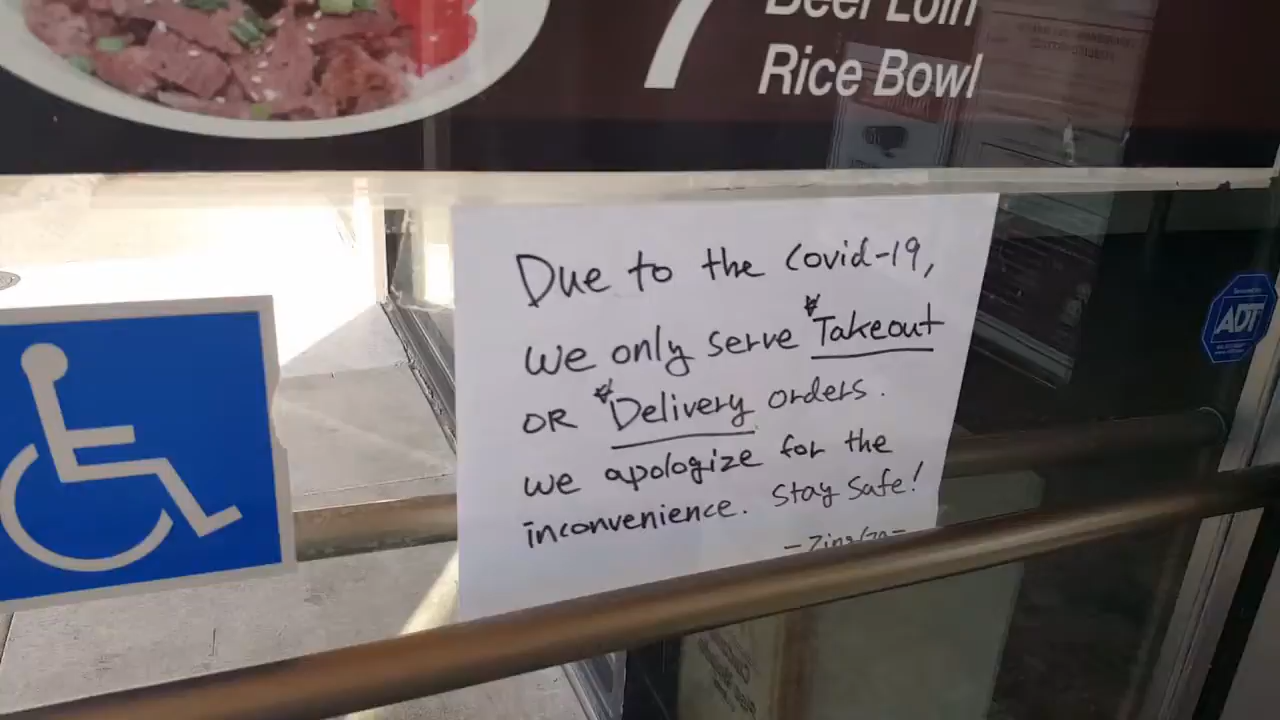 7
Beef Loin
Rice Bowl
Due to the Covid-19,
we only serve *Takeout
OR *Delivery orders.
we apologize for the
inconvenience. Stay Safe!
ADT